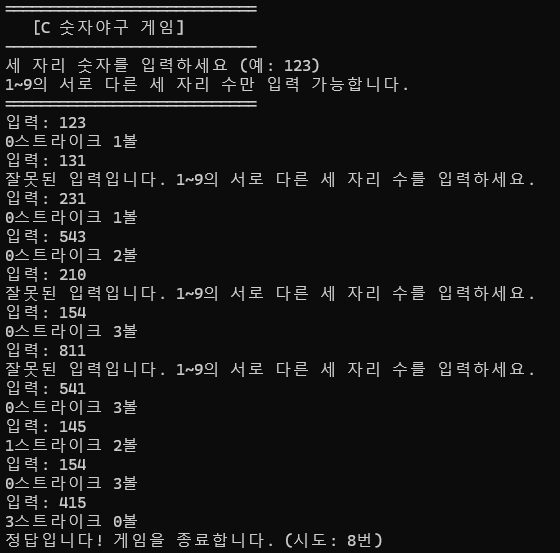 ==============================
[C 숫자야구 게임]
------------------------------
세 자리 숫자를 입력하세요 (예: 123)
1~9의 서로 다른 세 자리 수만 입력 가능합니다.
==============================
입력: 123
0스트라이크 1볼
입력: 131
잘못된 입력입니다. 1~9의 서로 다른 세 자리 수를 입력하세요.
입력: 231
0스트라이크 1볼
입력: 543
0스트라이크 2볼
입력: 210
잘못된 입력입니다. 1~9의 서로 다른 세 자리 수를 입력하세요.
입력: 154
0스트라이크 3볼
입력: 811
잘못된 입력입니다. 1~9의 서로 다른 세 자리 수를 입력하세요.
입력: 541
0스트라이크 3볼
입력: 145
1스트라이크 2볼
입력: 154
0스트라이크 3볼
입력: 415
3스트라이크 0볼
정답입니다! 게임을 종료합니다. (시도: 8번)